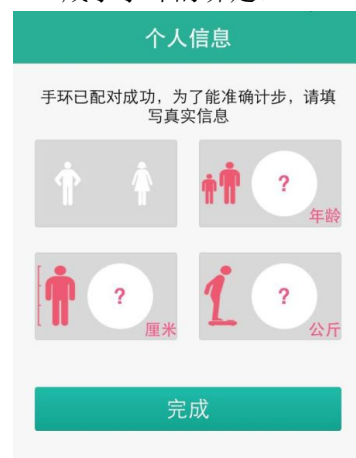 个人信息
手环已配对成功，为了能准确计步，请填
写真实信息
?
年龄
?
厘米
?
公斤
完成